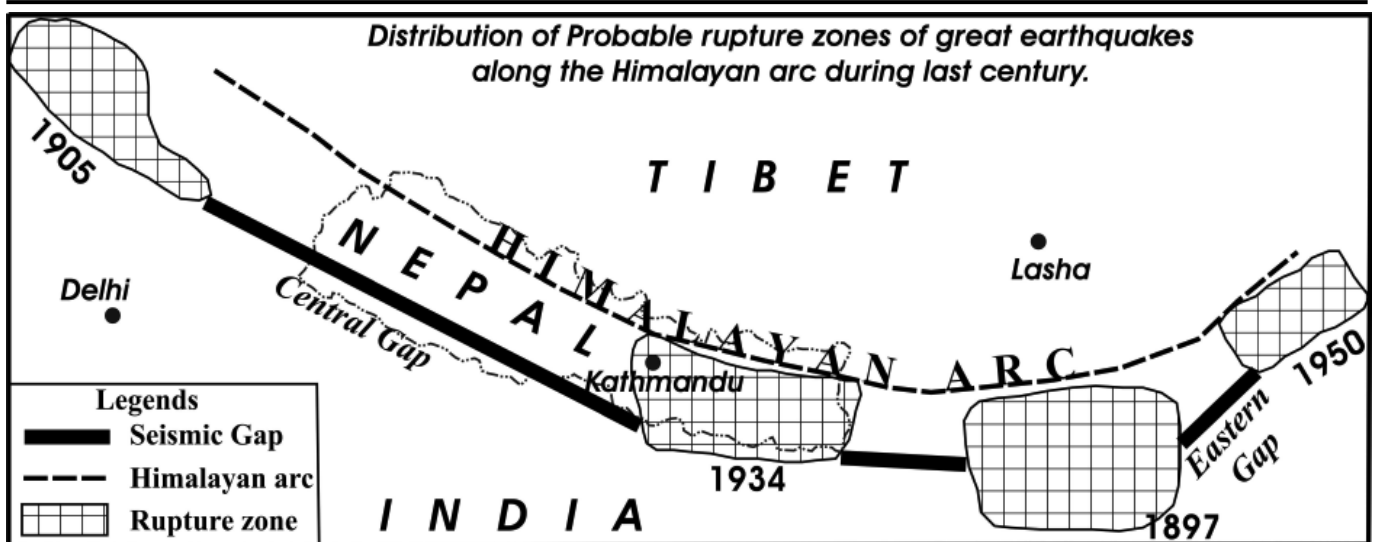 Distribution of Probable rupture zones of great earthquakes
along the Himalayan arc during last century.
1905
TIBET
HIMALAYAN ARC
NEPAL
Lasha
Delhi
Central Gap
Kathmandu
1950
Eastern
Gap
1934
1897
INDIA
Legends
Seismic Gap
Himalayan arc
Rupture zone